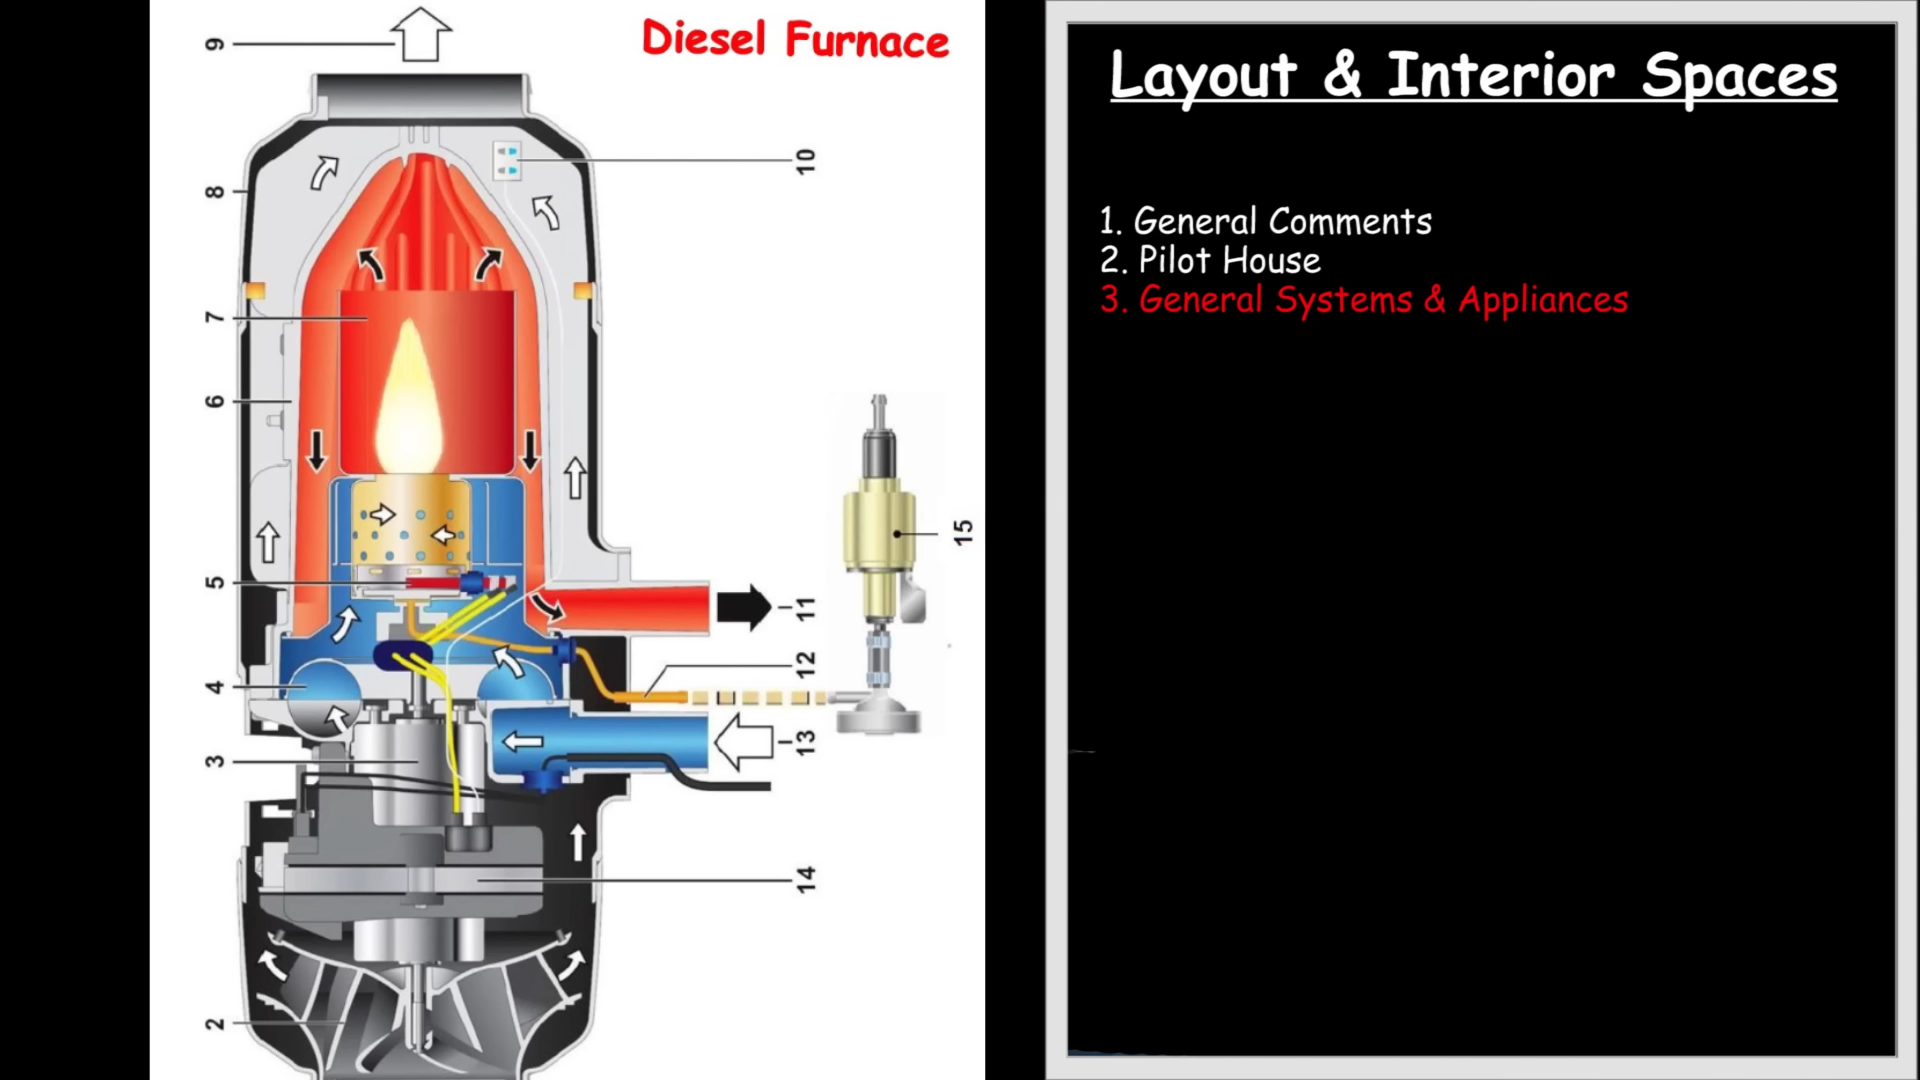 Diesel Furnace
9
10
8
7
6
15
5
11
12
4
13
3
14
2
Layout & Interior Spaces
1. General Comments
2. Pilot House
3. General Systems & Appliances